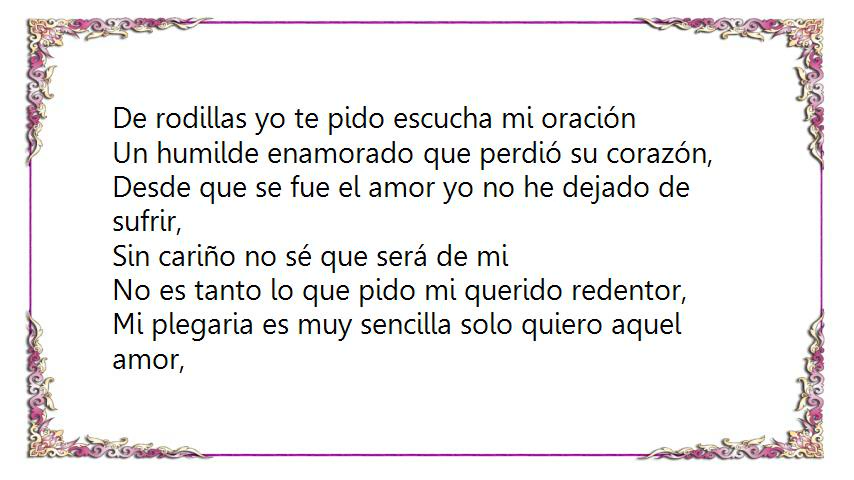 De rodillas yo te pido escucha mi oración
Un humilde enamorado que perdió su corazón,
Desde que se fue el amor yo no he dejado de
sufrir,
Sin cariño no sé que será de mi
No es tanto lo que pido mi querido redentor,
Mi plegaria es muy sencilla solo quiero aquel
amor,